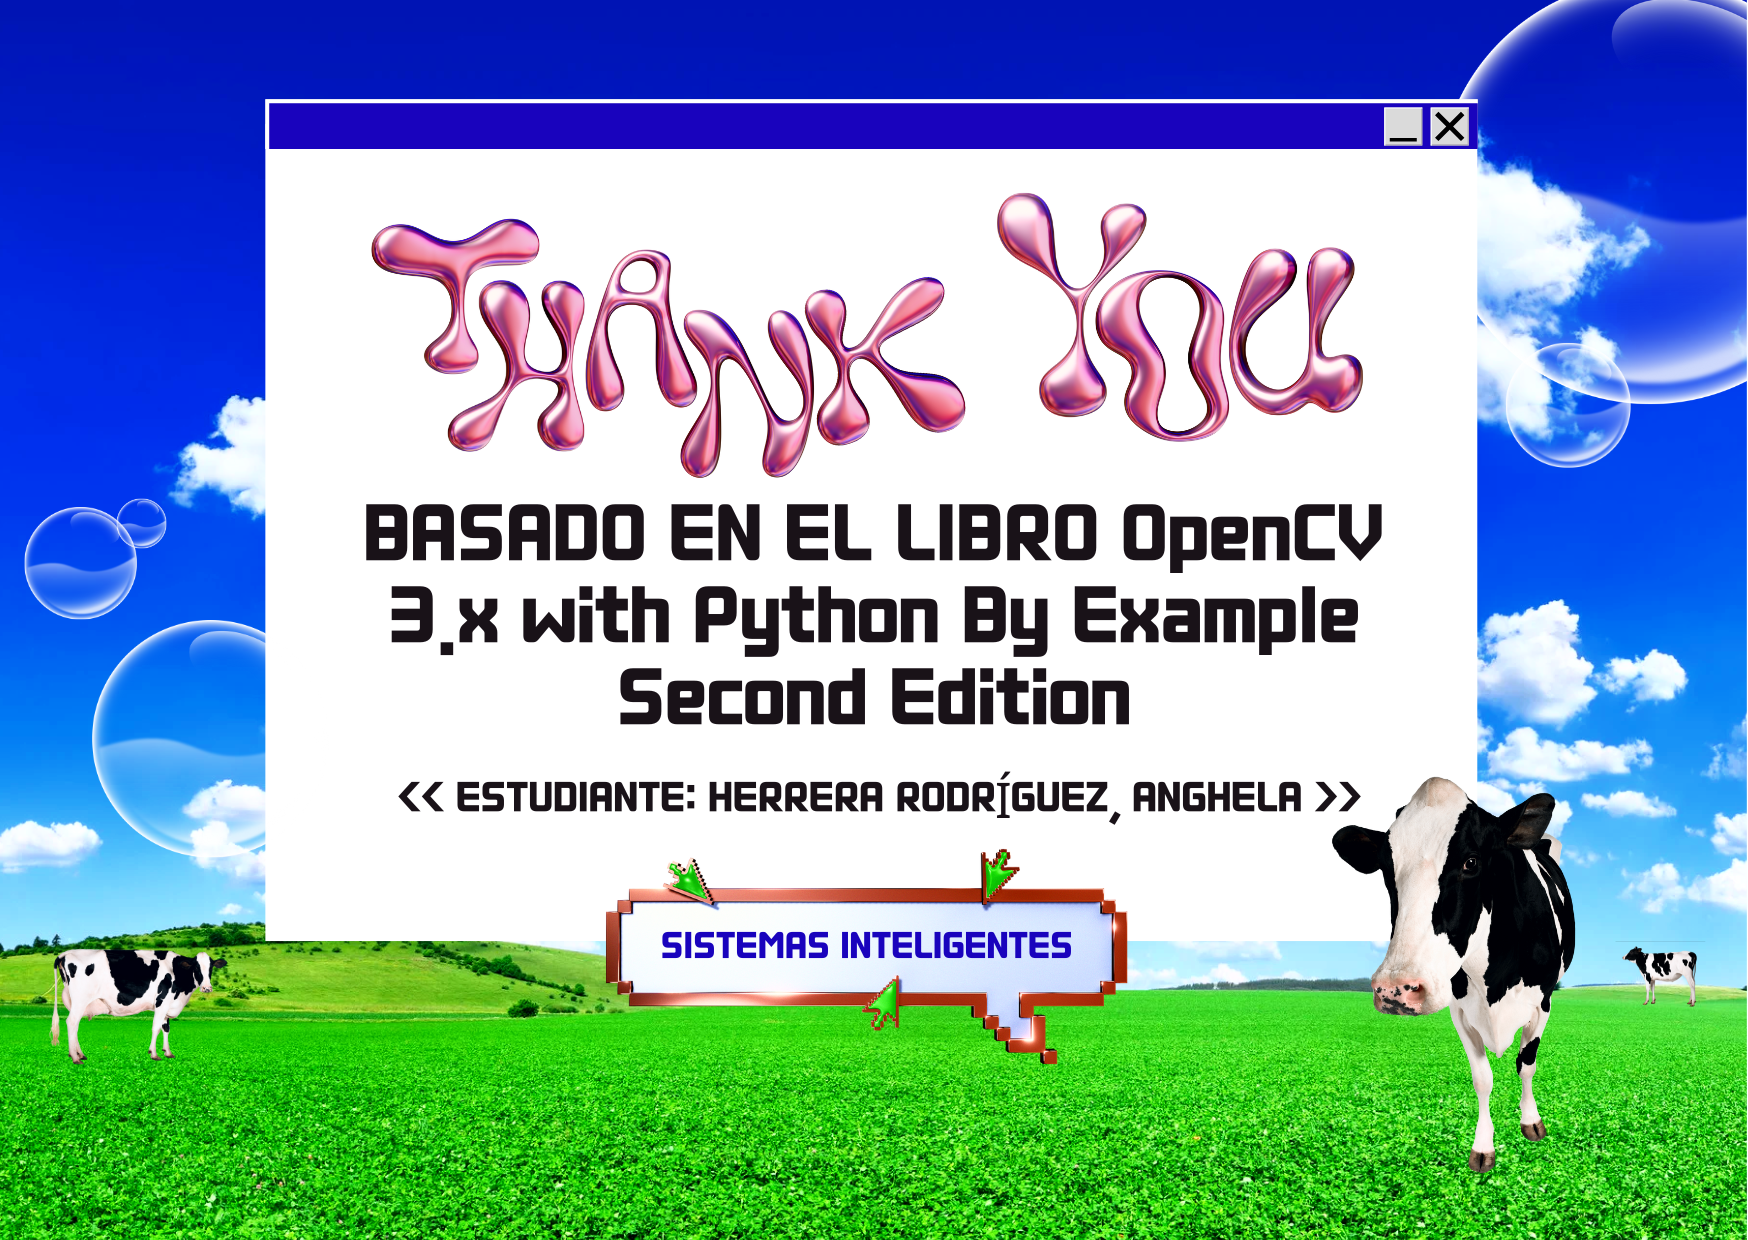 THANK YOU
BASADO EN EL LIBRO OpenCV
3.x with Python By Example
Second Edition
<< ESTUDIANTE: HERRERA RODRÍGUEZ, ANGHELA >>
SISTEMAS INTELIGENTES